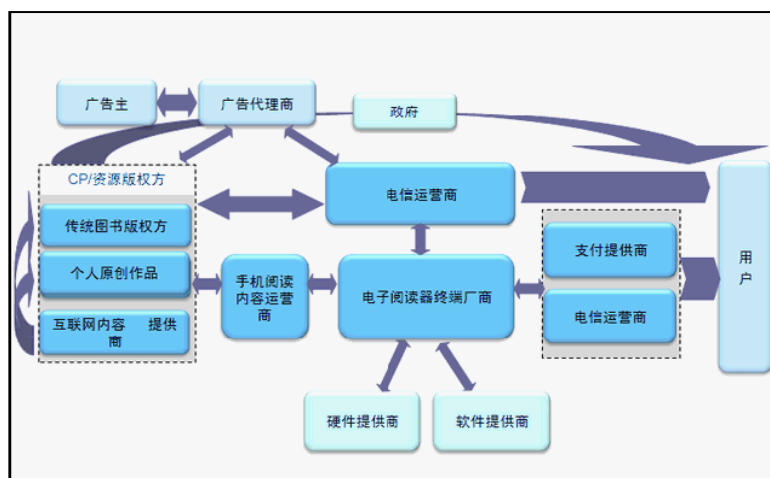 广告主
广告代理商
政府
CP/资源版权方
传统图书版权方
个人原创作品
互联网内容 提供
商
手机阅读
内容运营
商
电信运营商
电子阅读器终端厂商
支付提供商
电信运营商
用
户
硬件提供商
软件提供商